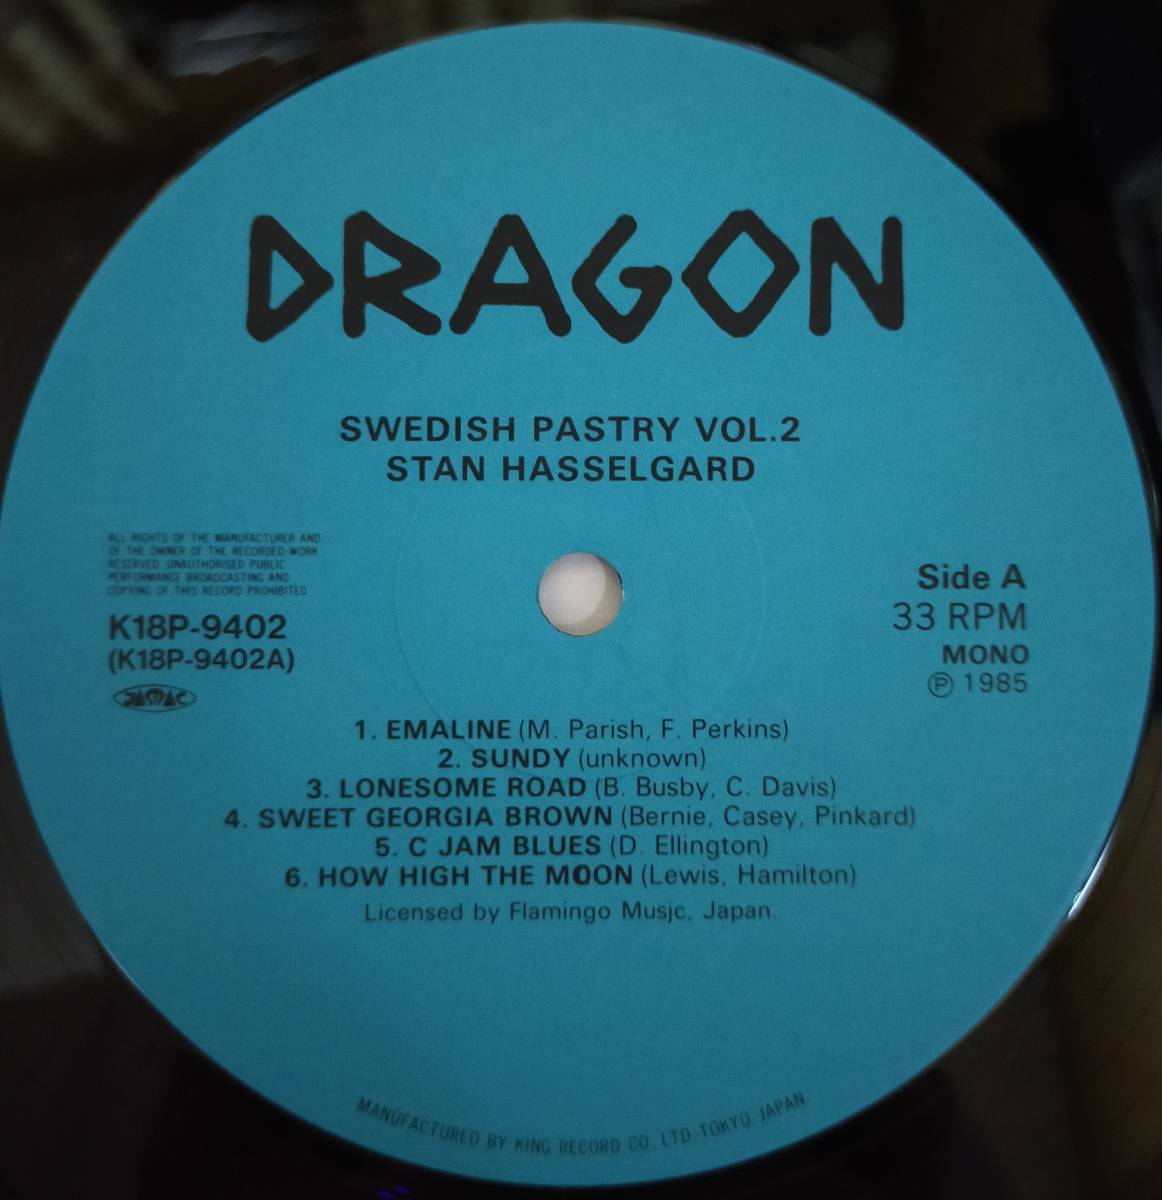 DRAGON
SWEDISH PASTRY VOL.2
STAN HASSELGARD
ALL RIGHTS OF THE MANUFACTURER AND
OF THE OWNER OF THE RECORDED WORK
RESERVED UNAUTHORISED PUBLIC
PERFORMANCE BROADCASTING AND
COPYING OF THIS RECORD PROHIBITED
K18P-9402
(K18P-9402A)
JASRAC
Side A
33 RPM
MONO
Ⓟ 1985
1. EMALINE (M. Parish, F. Perkins)
2. SUNDY (unknown)
3. LONESOME ROAD (B. Busby, C. Davis)
4. SWEET GEORGIA BROWN (Bernie, Casey, Pinkard)
5. C JAM BLUES (D. Ellington)
6. HOW HIGH THE MOON (Lewis, Hamilton)
Licensed by Flamingo Musjc, Japan.
MANUFACTURED BY KING RECORD CO., LTD. TOKYO. JAPAN